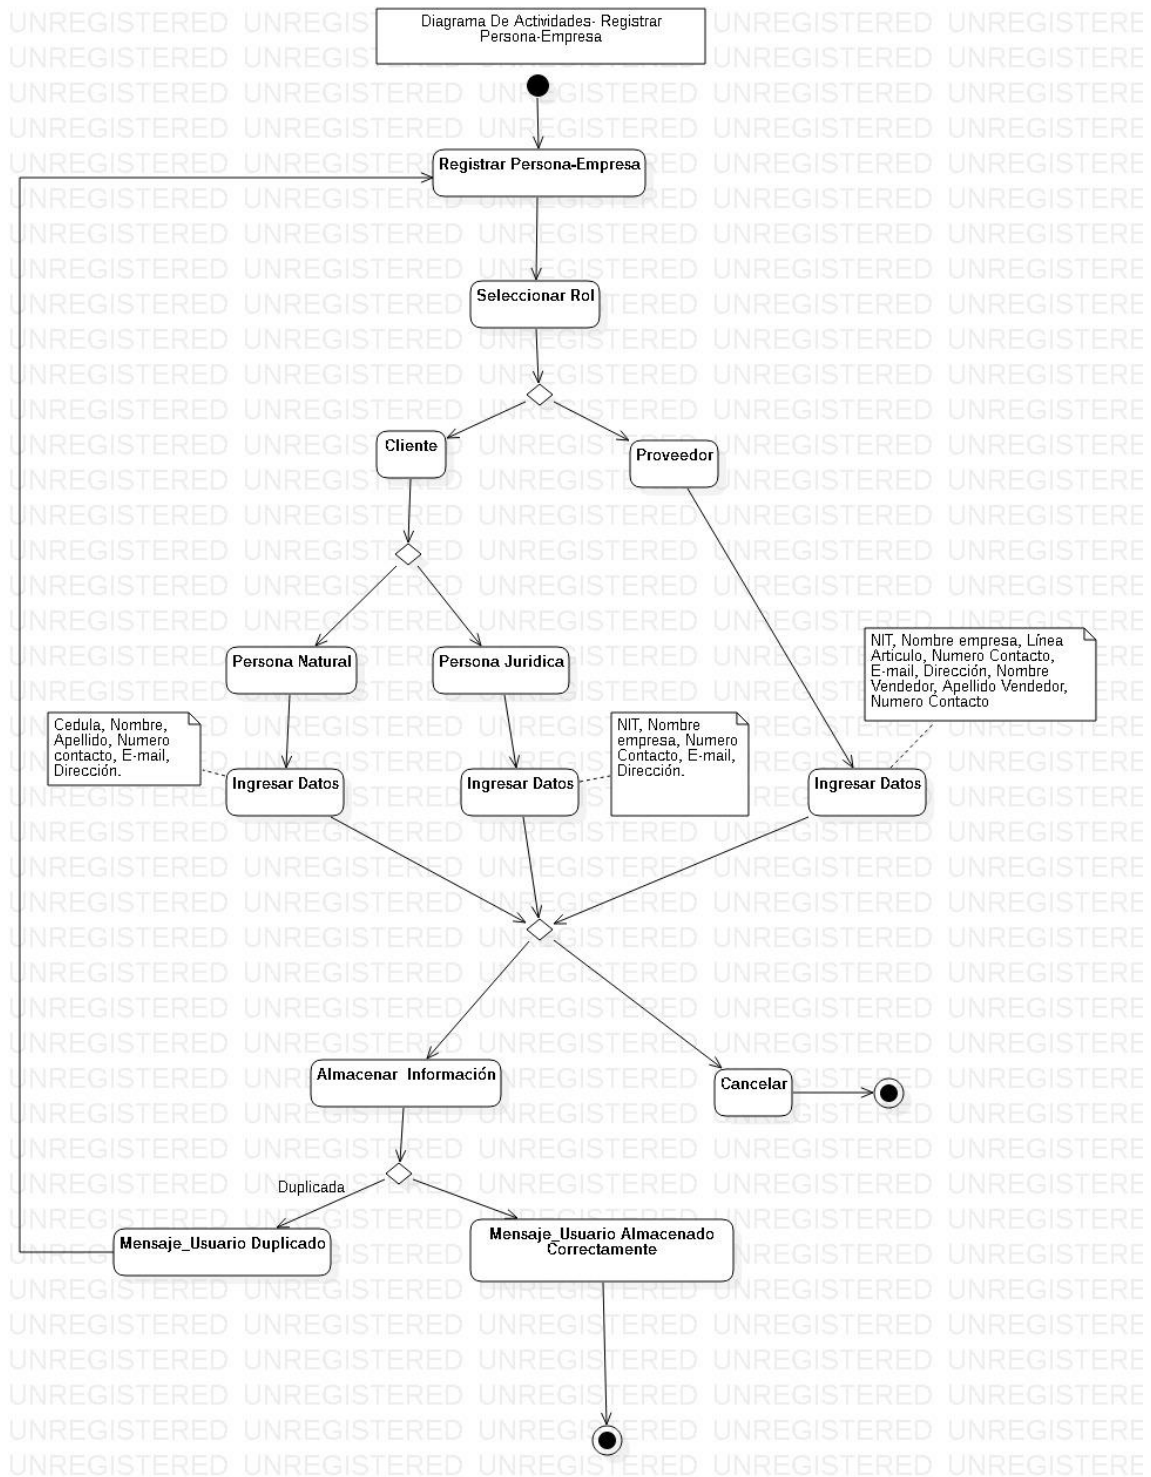 Diagrama De Actividades- Registrar
Persona-Empresa
Registrar Persona-Empresa
Seleccionar Rol
Cliente
Proveedor
Persona Natural
Persona Juridica
NIT, Nombre empresa, Línea
Articulo, Numero Contacto,
E-mail, Dirección, Nombre
Vendedor, Apellido Vendedor,
Numero Contacto
Cedula, Nombre,
Apellido, Numero
contacto, E-mail,
Dirección.
NIT, Nombre
empresa, Numero
Contacto, E-mail,
Dirección.
Ingresar Datos
Ingresar Datos
Ingresar Datos
Almacenar  Información
Cancelar
Duplicada
Mensaje_Usuario Duplicado
Mensaje_Usuario Almacenado
Correctamente
UNREGISTERED